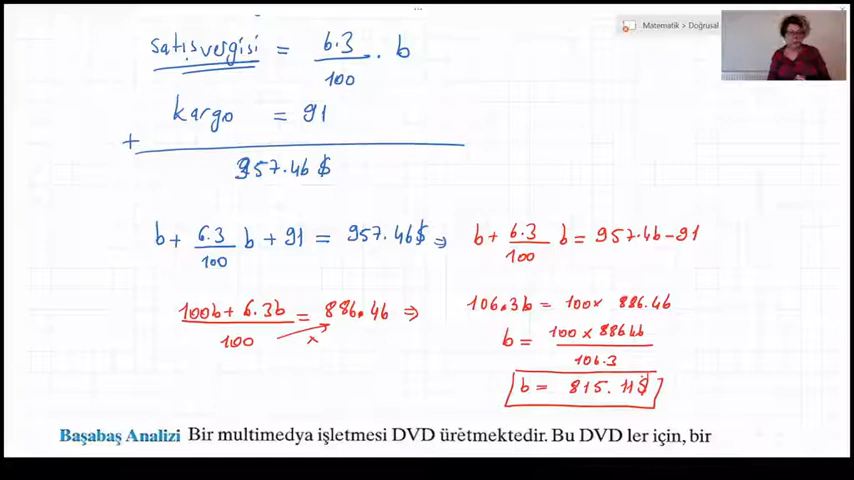 Matematik > Doğrusal
satış vergisi = 6.3/100 . b
kargo = 91
+
957.46 $
b + 6.3/100 b + 91 = 957.46$ ⇒ b + 6.3/100 b = 957.46 - 91
100b + 6.3b / 100 = 886.46 ⇒ 106.3b = 100 x 886.46
x
b = 100 x 886.46 / 106.3
b = 815.11$
Başabaş Analizi Bir multimedya işletmesi DVD üretmektedir. Bu DVD ler için, bir